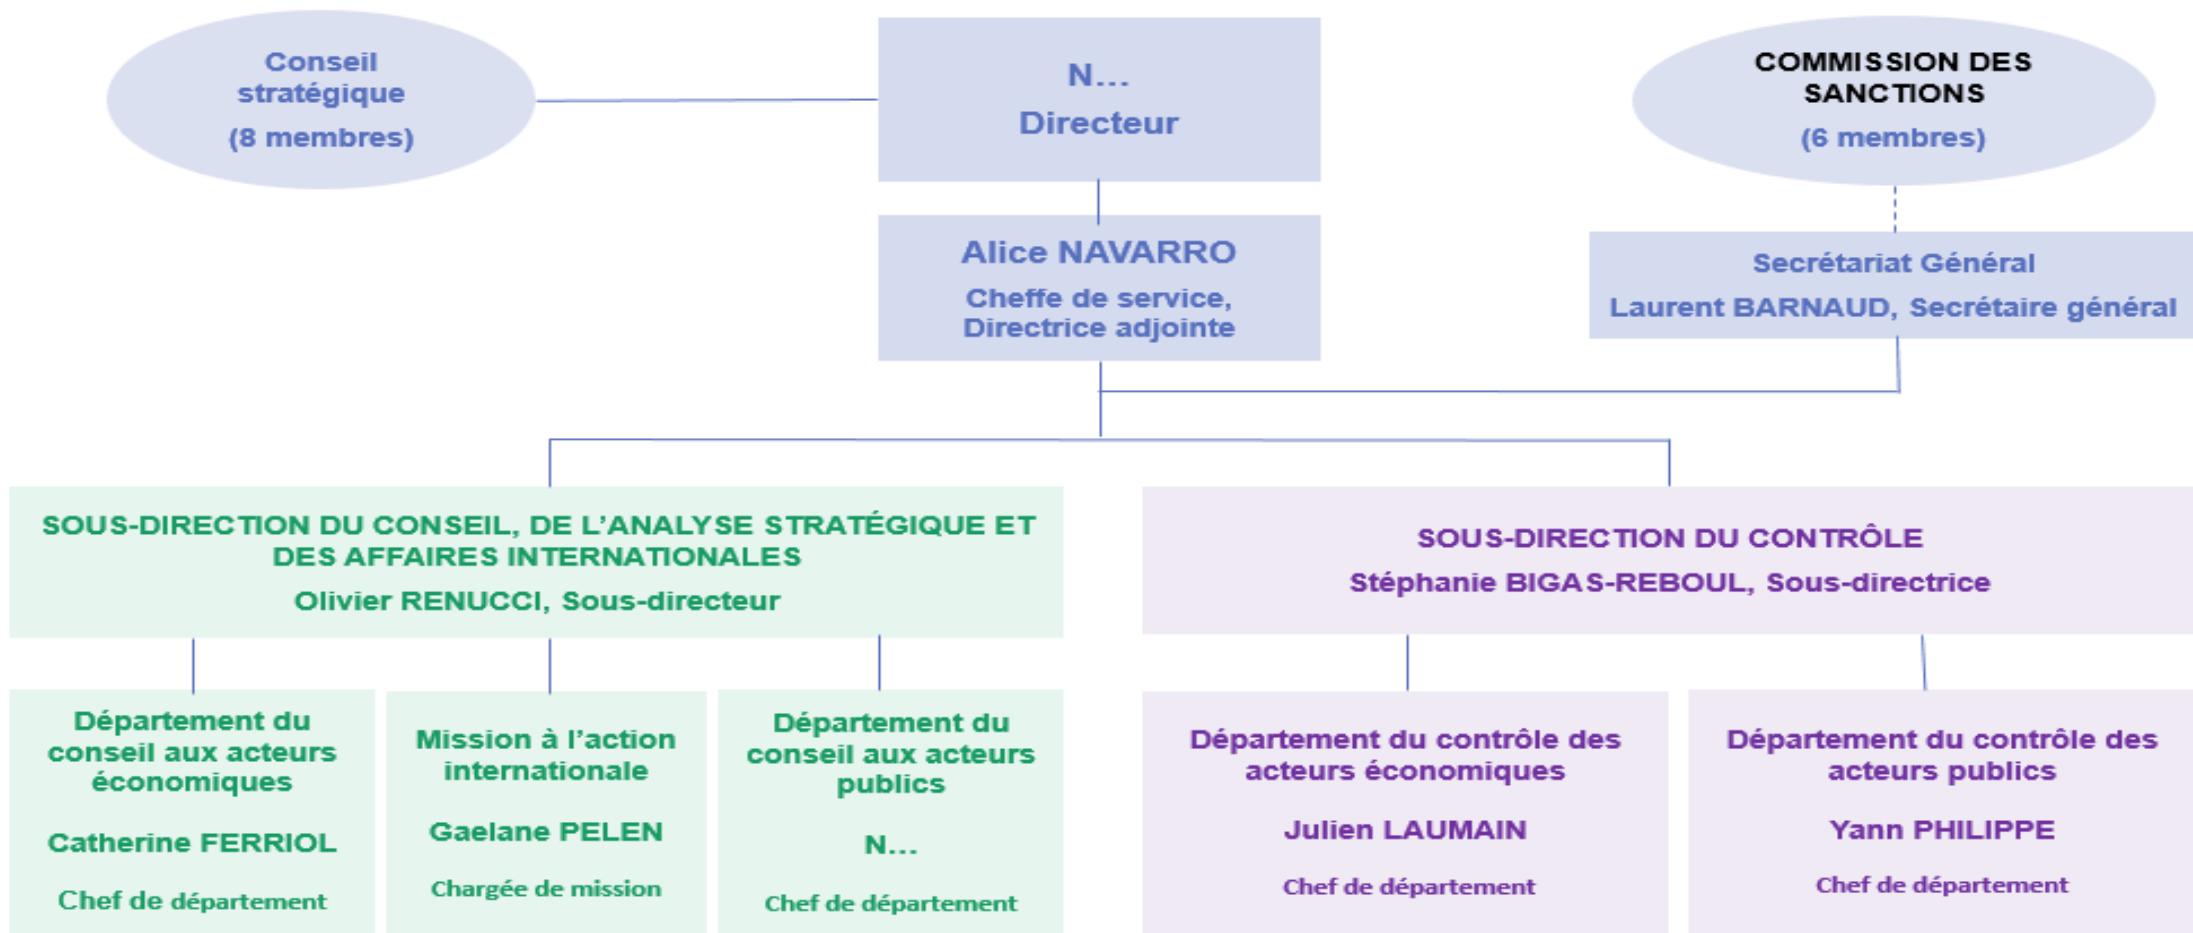 Conseil
stratégique
(8 membres)
N...
Directeur
COMMISSION DES
SANCTIONS
(6 membres)
Alice NAVARRO
Cheffe de service,
Directrice adjointe
Secrétariat Général
Laurent BARNAUD, Secrétaire général
SOUS-DIRECTION DU CONSEIL, DE L’ANALYSE STRATÉGIQUE ET
DES AFFAIRES INTERNATIONALES
Olivier RENUCCI, Sous-directeur
SOUS-DIRECTION DU CONTRÔLE
Stéphanie BIGAS-REBOUL, Sous-directrice
Département du
conseil aux acteurs
économiques
Catherine FERRIOL
Chef de département
Mission à l’action
internationale
Gaelane PELEN
Chargée de mission
Département du
conseil aux acteurs
publics
N...
Chef de département
Département du contrôle des
acteurs économiques
Julien LAUMAIN
Chef de département
Département du contrôle des
acteurs publics
Yann PHILIPPE
Chef de département